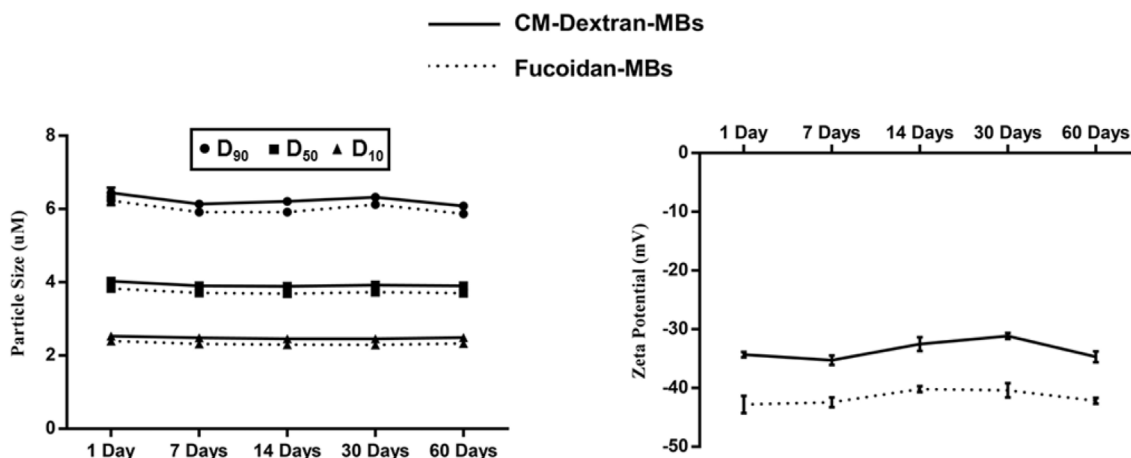 CM-Dextran-MBs
Fucoidan-MBs
D90 D50 D10
Particle Size (uM)
8
6
4
2
0
1 Day 7 Days 14 Days 30 Days 60 Days
1 Day 7 Days 14 Days 30 Days 60 Days
Zeta Potential (mV)
0
-10
-20
-30
-40
-50